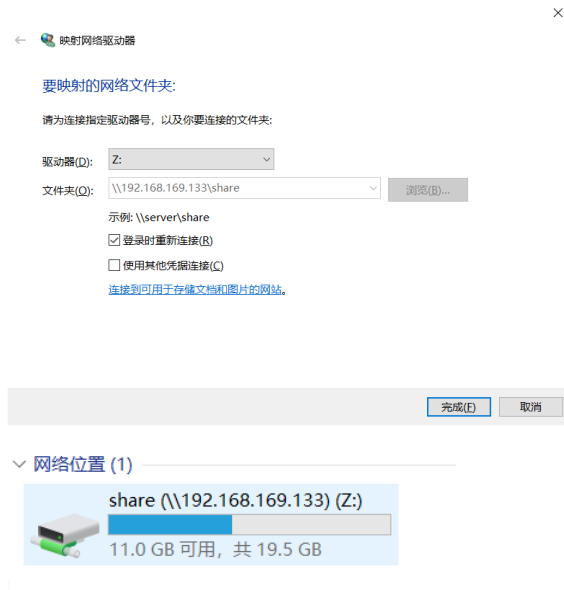 映射网络驱动器
要映射的网络文件夹:
请为连接指定驱动器号，以及你要连接的文件夹:
驱动器(D): Z:
文件夹(O): \\192.168.169.133\share 浏览(B)...
示例: \\server\share
登录时重新连接(R)
使用其他凭据连接(C)
连接到可用于存储文档和图片的网站。
完成(F) 取消
网络位置 (1)
share (\\192.168.169.133) (Z:)
11.0 GB 可用，共 19.5 GB